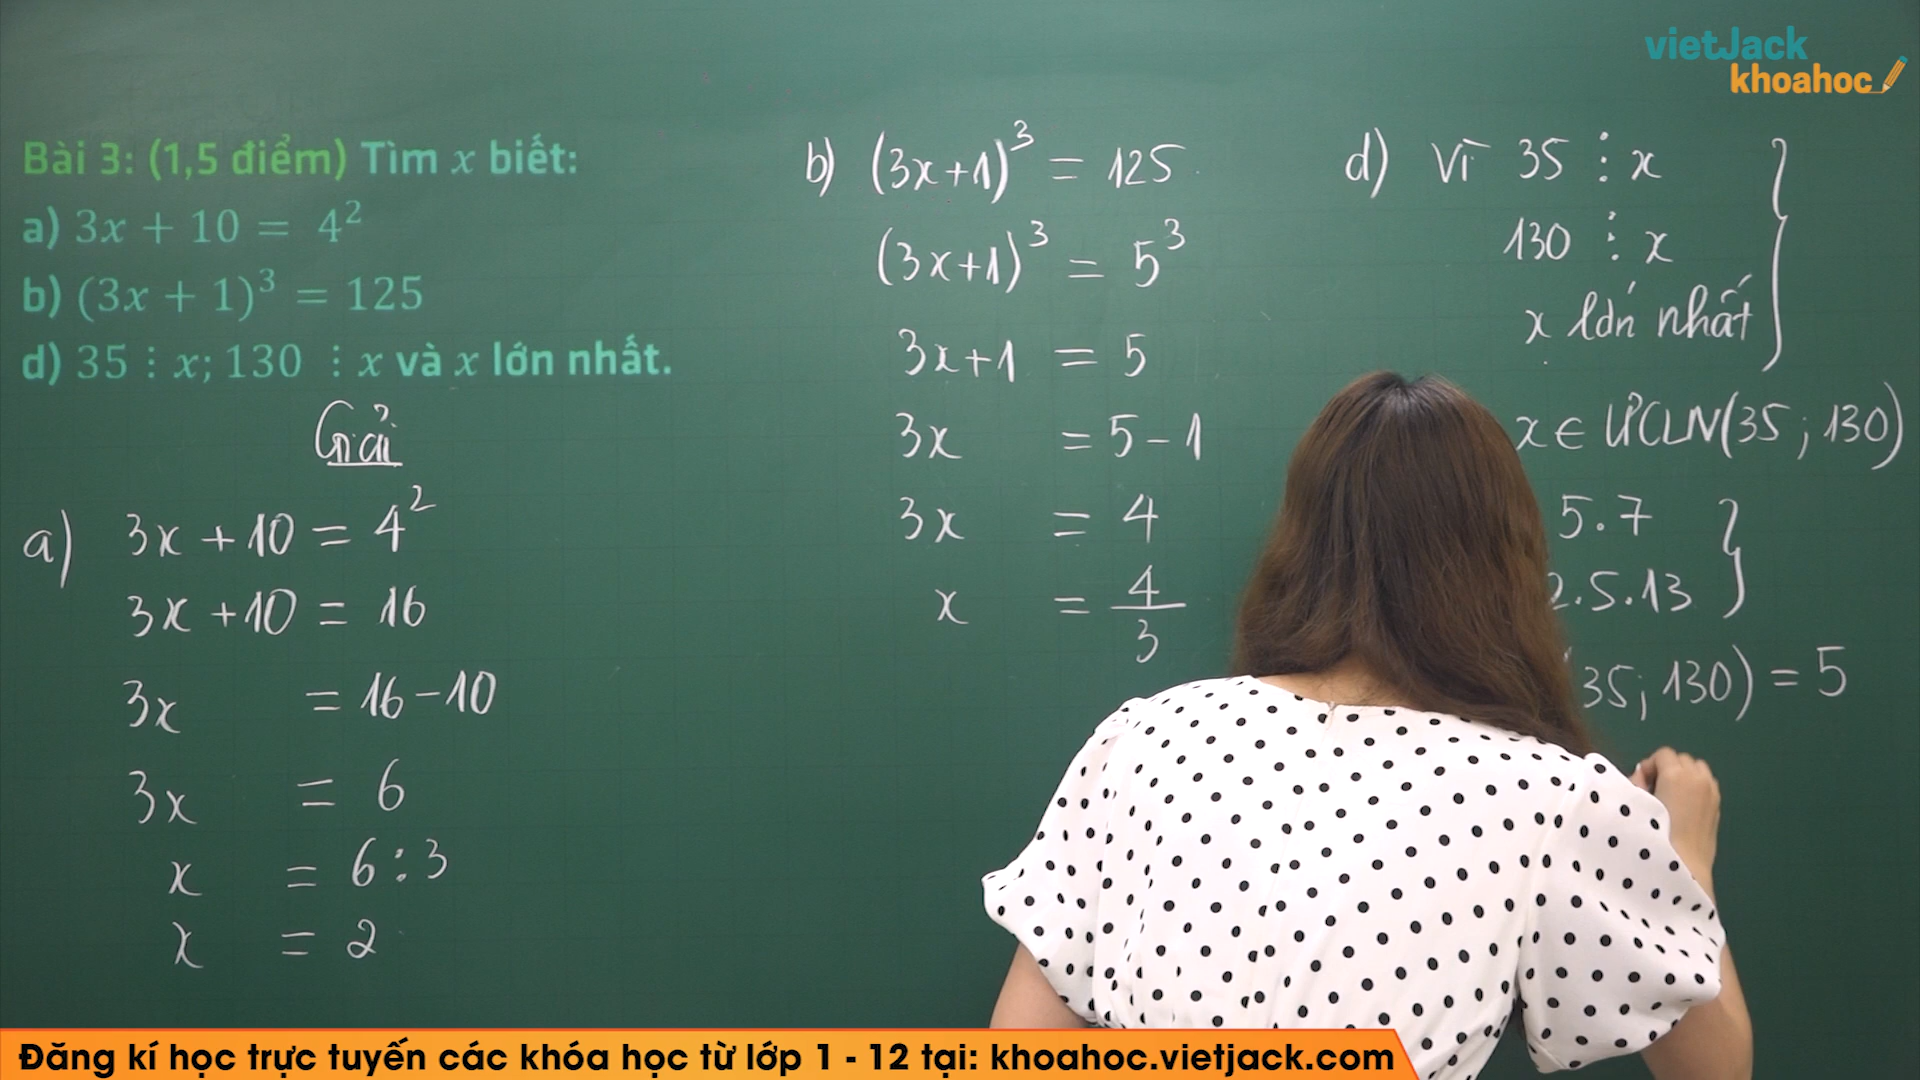 vietJack
khoahoc
Bài 3: (1,5 điểm) Tìm x biết:
a) 3x + 10 = 4²
b) (3x + 1)³ = 125
d) 35 ⋮ x; 130 ⋮ x và x lớn nhất.
Giải
a) 3x + 10 = 4²
3x + 10 = 16
3x = 16 - 10
3x = 6
x = 6 : 3
x = 2
b) (3x+1)³ = 125
(3x+1)³ = 5³
3x+1 = 5
3x = 5 - 1
3x = 4
x = 4/3
d) Vì 35 ⋮ x
130 ⋮ x
x lớn nhất }
x ∈ ƯCLN(35; 130)
5.7
2.5.13 }
(35; 130) = 5
Đăng kí học trực tuyến các khóa học từ lớp 1 - 12 tại: khoahoc.vietjack.com